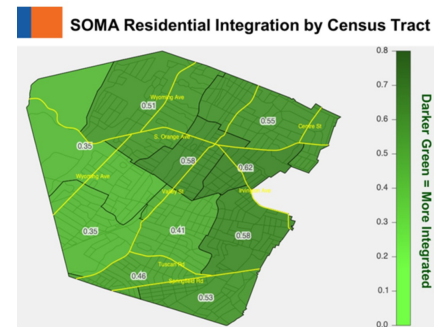 SOMA Residential Integration by Census Tract
0.8
0.7
0.6
0.5
0.4
0.3
0.2
0.1
0.0
Darker Green = More Integrated
Wyoming Ave
0.51
0.55
Centre St
S. Orange Ave
0.35
0.58
0.62
Wyoming Ave
Valley St
0.35
0.41
0.58
Tuscan Rd
0.46
Springfield Rd
0.53